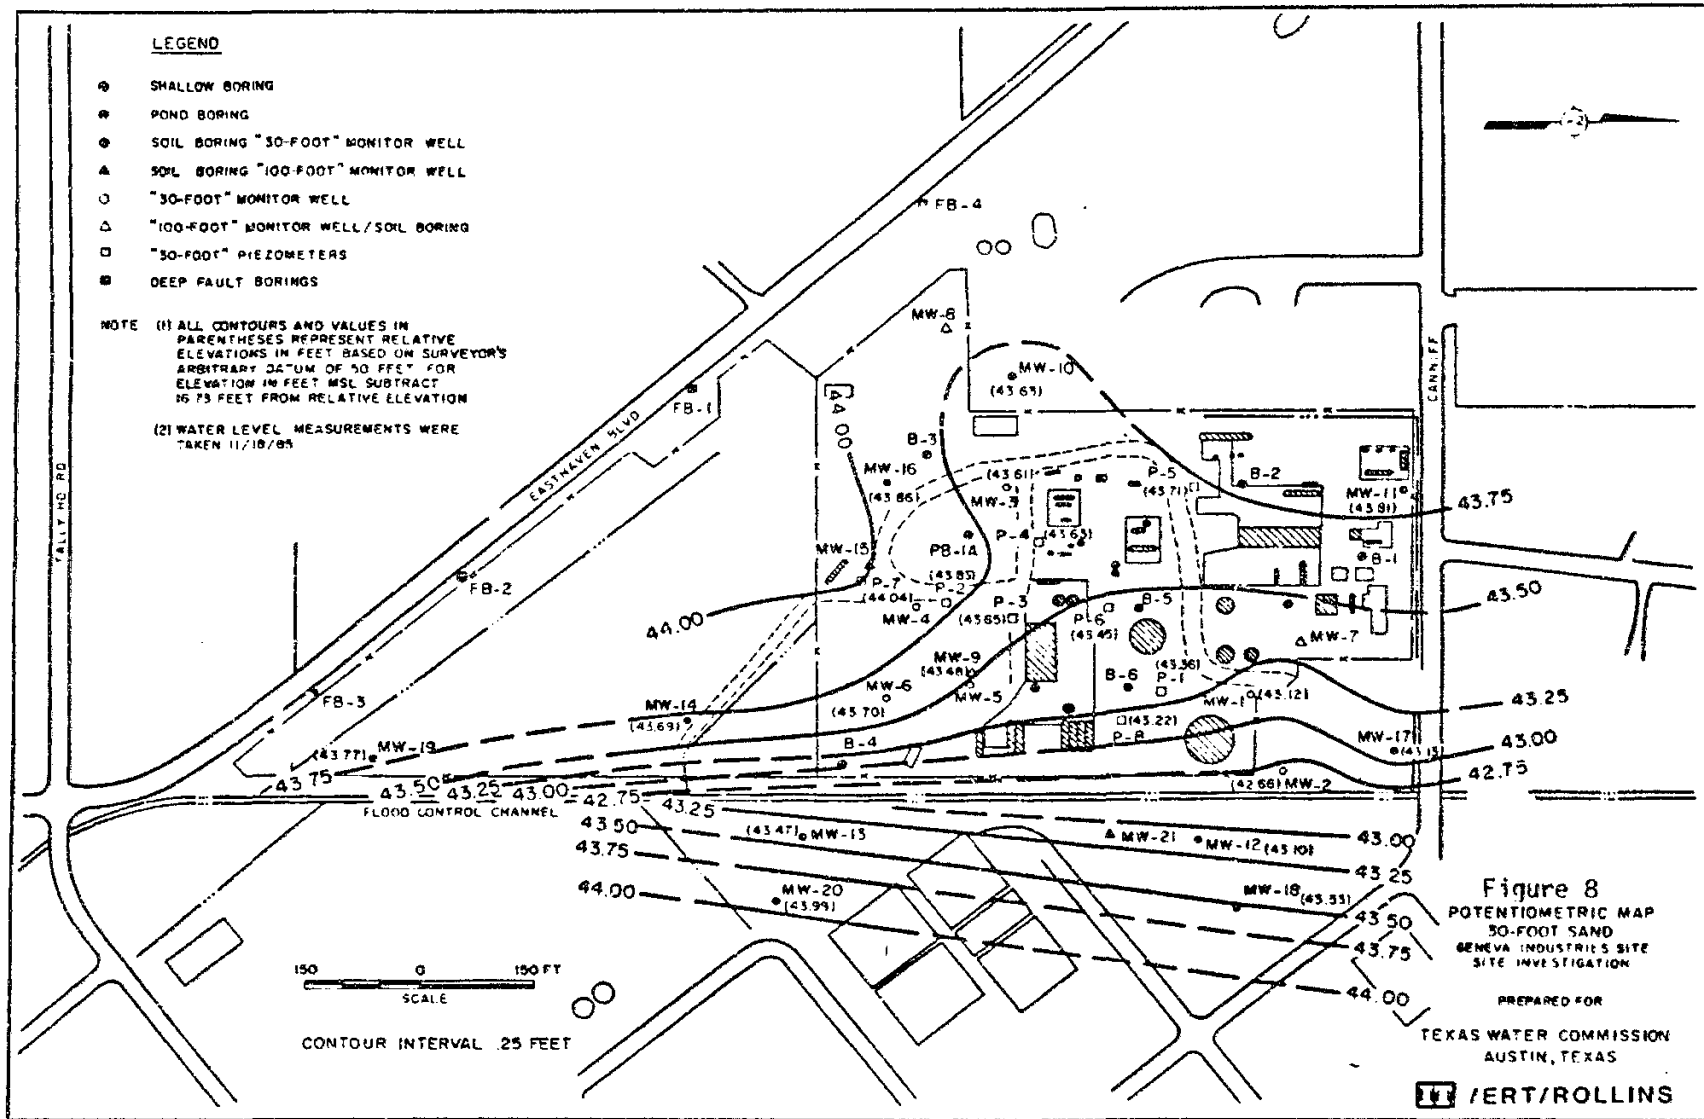 LEGEND
SHALLOW BORING
POND BORING
SOIL BORING "30-FOOT" MONITOR WELL
SOIL BORING "100-FOOT" MONITOR WELL
"30-FOOT" MONITOR WELL
"100-FOOT" MONITOR WELL/SOIL BORING
"30-FOOT" PIEZOMETERS
DEEP FAULT BORINGS
NOTE (1) ALL CONTOURS AND VALUES IN
PARENTHESES REPRESENT RELATIVE
ELEVATIONS IN FEET BASED ON SURVEYOR'S
ARBITRARY DATUM OF 50 FEET FOR
ELEVATION IN FEET MSL SUBTRACT
16.73 FEET FROM RELATIVE ELEVATION
(2) WATER LEVEL MEASUREMENTS WERE
TAKEN 11/18/85
FB-4
MW-8
MW-10
(43.63)
CANNIFF
FB-1
44.00
EASTHAVEN BLVD
TALLY HO RD
B-3
MW-16
(43.86)
(43.61)
MW-3
P-5
(43.71)
B-2
MW-11
(43.81)
43.75
MW-15
PB-1A
(43.83)
P-4
(43.63)
B-1
FB-2
P-7
(44.04)
P-2
MW-4
P-3
(43.65)
P-6
(43.45)
B-5
43.50
44.00
MW-7
MW-9
(43.48)
MW-5
MW-6
(43.70)
(43.36)
P-1
B-6
MW-1
(43.12)
43.25
FB-3
MW-14
(43.69)
(43.22)
P-8
MW-17
43.00
(43.77)
MW-19
B-4
43.75
43.50
43.25
43.00
42.75
43.25
(42.66) MW-2
42.75
FLOOD CONTROL CHANNEL
43.50
(43.47) MW-13
MW-21
MW-12 (43.10)
43.00
43.75
43.25
44.00
MW-20
(43.99)
MW-18 (43.53)
43.50
43.75
44.00
150 0 150 FT
SCALE
CONTOUR INTERVAL .25 FEET
Figure 8
POTENTIOMETRIC MAP
30-FOOT SAND
GENEVA INDUSTRIES SITE
SITE INVESTIGATION
PREPARED FOR
TEXAS WATER COMMISSION
AUSTIN, TEXAS
/ERT/ROLLINS